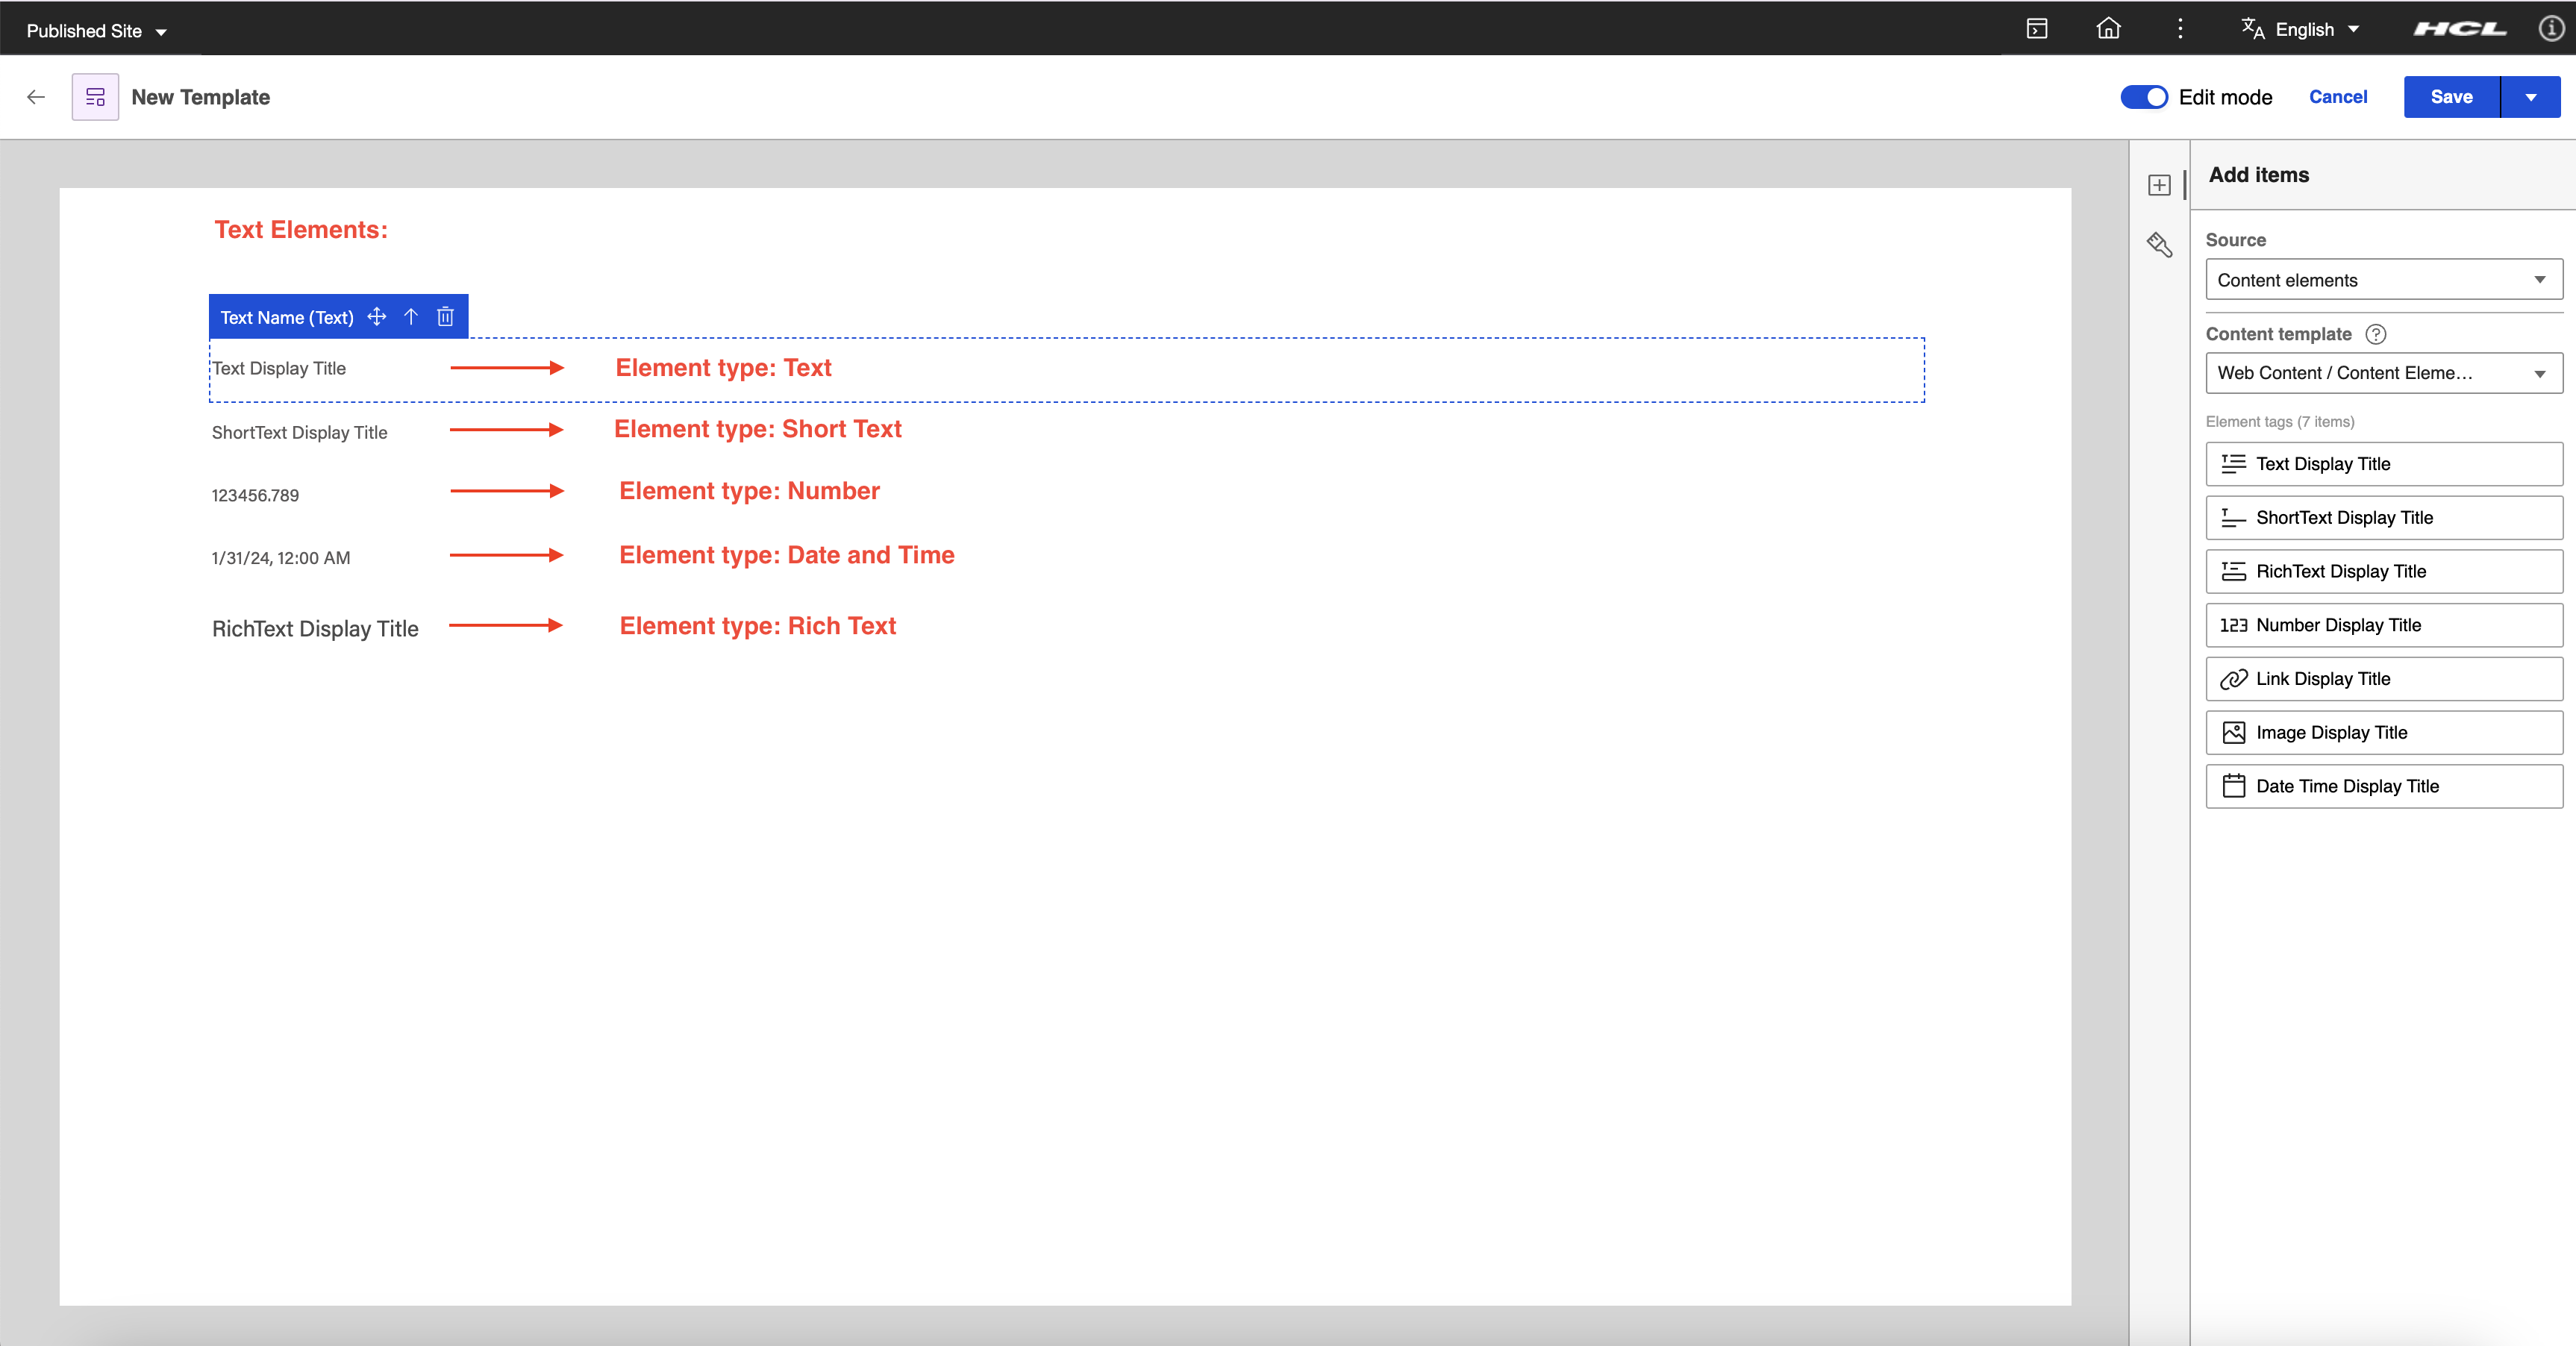 Published Site
English
HCL
New Template
Edit mode
Cancel
Save
Text Elements:
Text Name (Text)
Text Display Title
Element type: Text
ShortText Display Title
Element type: Short Text
123456.789
Element type: Number
1/31/24, 12:00 AM
Element type: Date and Time
RichText Display Title
Element type: Rich Text
Add items
Source
Content elements
Content template
Web Content / Content Eleme...
Element tags (7 items)
Text Display Title
ShortText Display Title
RichText Display Title
123 Number Display Title
Link Display Title
Image Display Title
Date Time Display Title